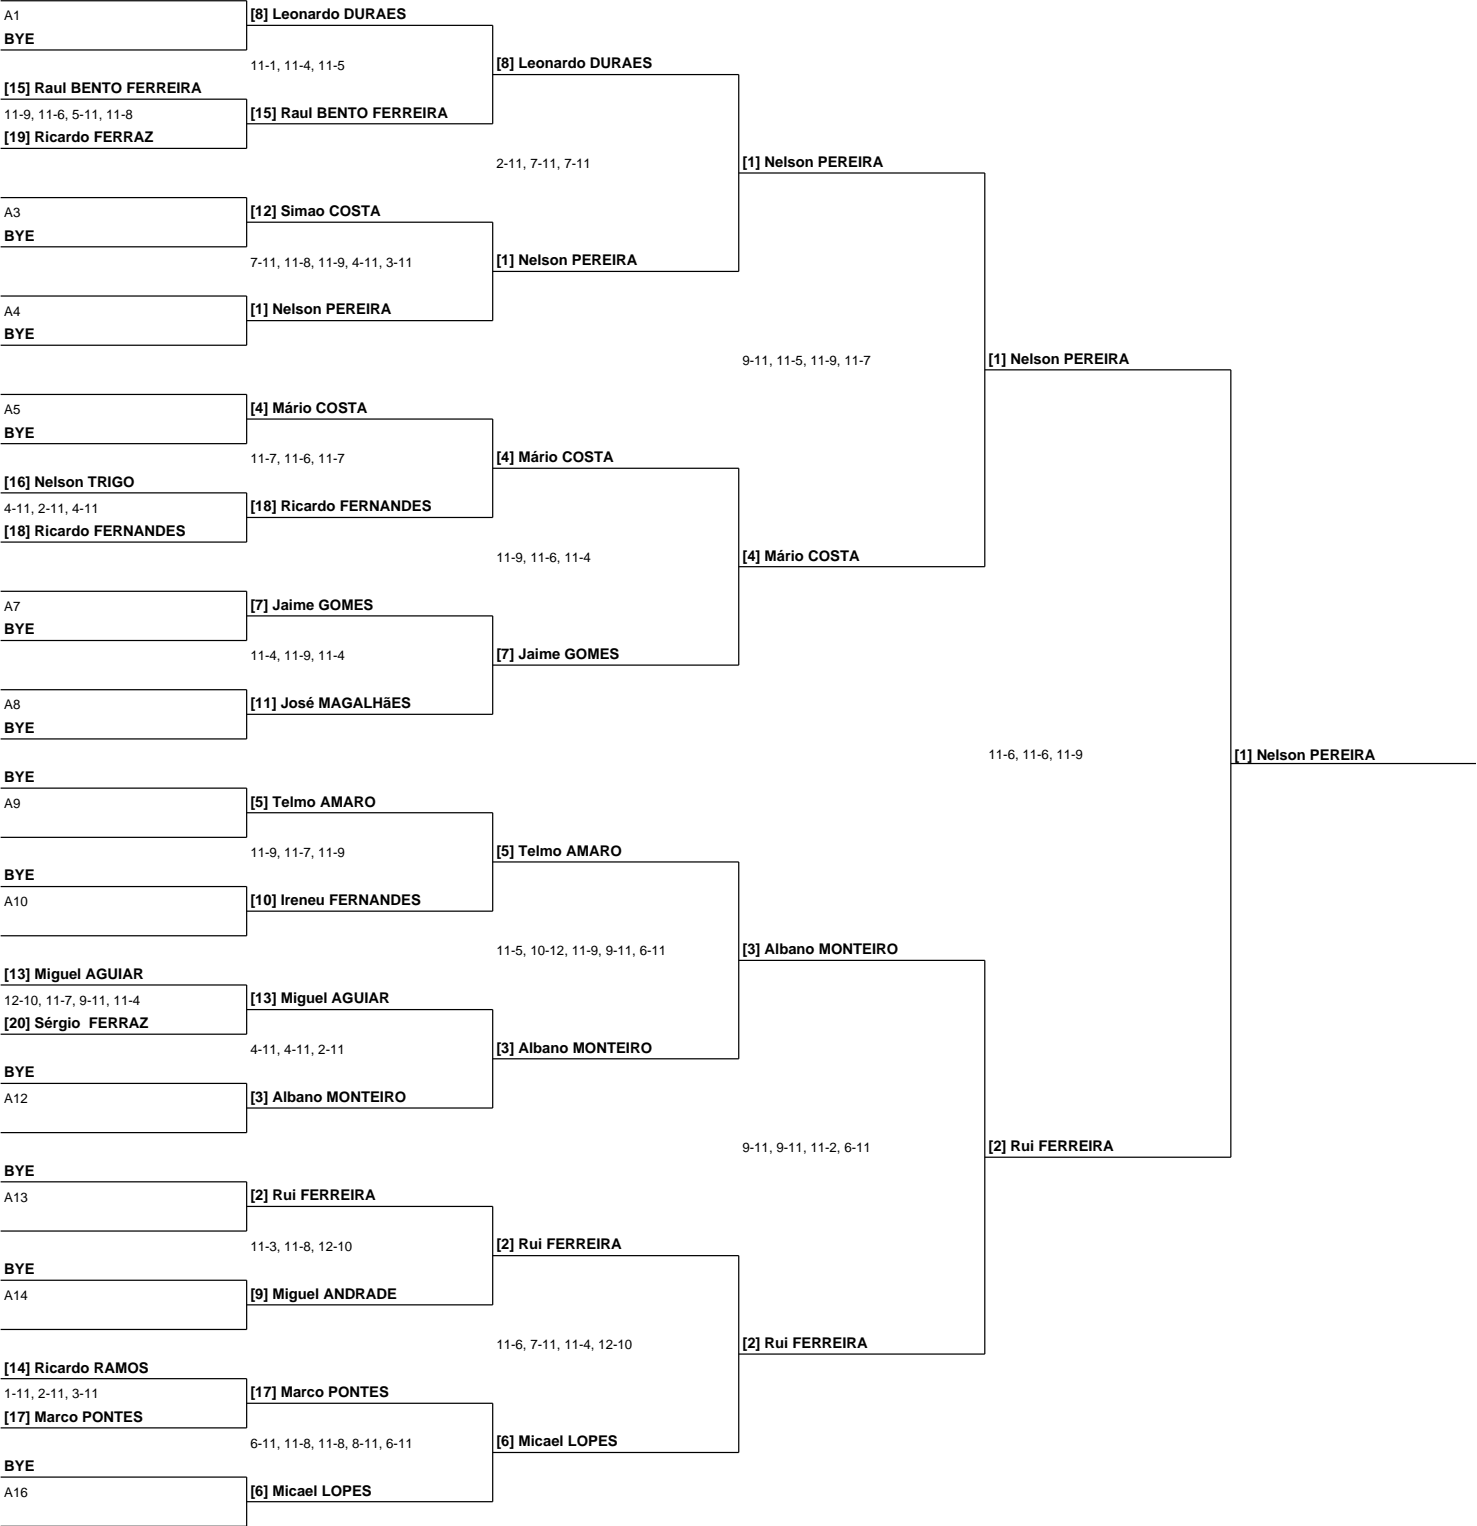 A1
[8] Leonardo DURAES
BYE
11-1, 11-4, 11-5
[8] Leonardo DURAES
[15] Raul BENTO FERREIRA
11-9, 11-6, 5-11, 11-8
[15] Raul BENTO FERREIRA
[19] Ricardo FERRAZ
2-11, 7-11, 7-11
[1] Nelson PEREIRA
A3
[12] Simao COSTA
BYE
7-11, 11-8, 11-9, 4-11, 3-11
[1] Nelson PEREIRA
A4
[1] Nelson PEREIRA
BYE
9-11, 11-5, 11-9, 11-7
[1] Nelson PEREIRA
A5
[4] Mário COSTA
BYE
11-7, 11-6, 11-7
[4] Mário COSTA
[16] Nelson TRIGO
4-11, 2-11, 4-11
[18] Ricardo FERNANDES
[18] Ricardo FERNANDES
11-9, 11-6, 11-4
[4] Mário COSTA
A7
[7] Jaime GOMES
BYE
11-4, 11-9, 11-4
[7] Jaime GOMES
A8
[11] José MAGALHãES
BYE
11-6, 11-6, 11-9
[1] Nelson PEREIRA
BYE
A9
[5] Telmo AMARO
11-9, 11-7, 11-9
[5] Telmo AMARO
BYE
A10
[10] Ireneu FERNANDES
11-5, 10-12, 11-9, 9-11, 6-11
[3] Albano MONTEIRO
[13] Miguel AGUIAR
12-10, 11-7, 9-11, 11-4
[13] Miguel AGUIAR
[20] Sérgio  FERRAZ
4-11, 4-11, 2-11
[3] Albano MONTEIRO
BYE
A12
[3] Albano MONTEIRO
9-11, 9-11, 11-2, 6-11
[2] Rui FERREIRA
BYE
A13
[2] Rui FERREIRA
11-3, 11-8, 12-10
[2] Rui FERREIRA
BYE
A14
[9] Miguel ANDRADE
11-6, 7-11, 11-4, 12-10
[2] Rui FERREIRA
[14] Ricardo RAMOS
1-11, 2-11, 3-11
[17] Marco PONTES
[17] Marco PONTES
6-11, 11-8, 11-8, 8-11, 6-11
[6] Micael LOPES
BYE
A16
[6] Micael LOPES